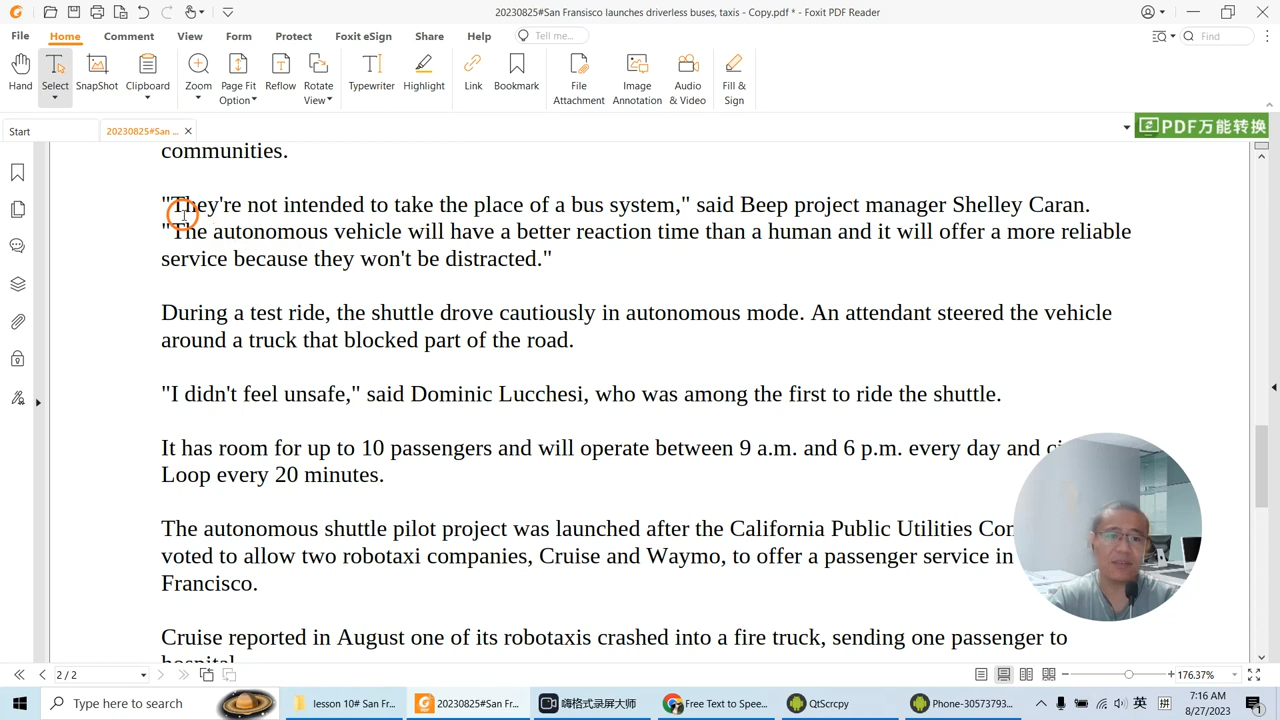 20230825#San Fransisco launches driverless buses, taxis - Copy.pdf * - Foxit PDF Reader
File Home Comment View Form Protect Foxit eSign Share Help Tell me... Find
Hand Select SnapShot Clipboard Zoom Page Fit Option Reflow Rotate View Typewriter Highlight Link Bookmark File Attachment Image Annotation Audio & Video Fill & Sign
Start 20230825#San ... PDF万能转换
communities.
"They're not intended to take the place of a bus system," said Beep project manager Shelley Caran.
"The autonomous vehicle will have a better reaction time than a human and it will offer a more reliable
service because they won't be distracted."
During a test ride, the shuttle drove cautiously in autonomous mode. An attendant steered the vehicle
around a truck that blocked part of the road.
"I didn't feel unsafe," said Dominic Lucchesi, who was among the first to ride the shuttle.
It has room for up to 10 passengers and will operate between 9 a.m. and 6 p.m. every day and
Loop every 20 minutes.
The autonomous shuttle pilot project was launched after the California Public Utilities
voted to allow two robotaxi companies, Cruise and Waymo, to offer a passenger service in
Francisco.
Cruise reported in August one of its robotaxis crashed into a fire truck, sending one passenger to
hospital.
2 / 2 176.37%
Type here to search lesson 10# San Fr... 20230825#San Fr... 嗨格式录屏大师 Free Text to Spee... QtScrcpy Phone-30573793... 英 拼 7:16 AM
8/27/2023 1